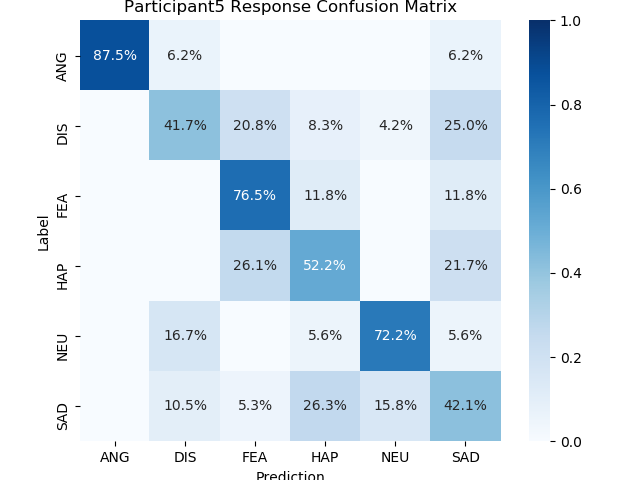 Participant5 Response Confusion Matrix
ANG 87.5% 6.2% 6.2%
DIS 41.7% 20.8% 8.3% 4.2% 25.0%
FEA 76.5% 11.8% 11.8%
HAP 26.1% 52.2% 21.7%
NEU 16.7% 5.6% 72.2% 5.6%
SAD 10.5% 5.3% 26.3% 15.8% 42.1%
ANG DIS FEA HAP NEU SAD
Prediction
Label
1.0
0.8
0.6
0.4
0.2
0.0